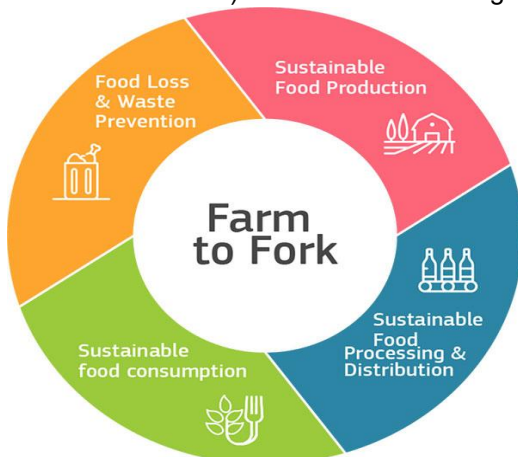 Food Loss
& Waste
Prevention
Sustainable
Food Production
Farm
to Fork
Sustainable
Food
Processing &
Distribution
Sustainable
food consumption